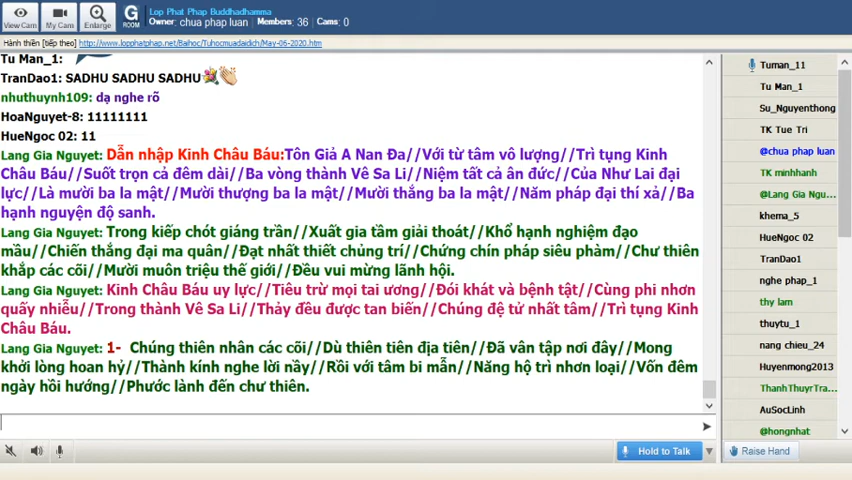 View Cam
My Cams
Enlarge
G
ROOM
Lop Phat Phap Buddhadhamma
Owner: chua phap luan Members: 36 Cams: 0
Hành thiền [tiếp theo] http://www.lopphatphap.net/Baihoc/Tuhocmuadaidich/May-06-2020.htm
Tu Man_1:
TranDao1: SADHU SADHU SADHU
nhuthuynh109: dạ nghe rõ
HoaNguyet-8: 11111111
HueNgoc 02: 11
Lang Gia Nguyet: Dẫn nhập Kinh Châu Báu:Tôn Giả A Nan Đa//Với từ tâm vô lượng//Trì tụng Kinh
Châu Báu//Suốt trọn cả đêm dài//Ba vòng thành Vê Sa Li//Niệm tất cả ân đức//Của Như Lai đại
lực//Là mười ba la mật//Mười thượng ba la mật//Mười thắng ba la mật//Năm pháp đại thí xả//Ba
hạnh nguyện độ sanh.
Lang Gia Nguyet: Trong kiếp chót giáng trần//Xuất gia tầm giải thoát//Khổ hạnh nghiệm đạo
mầu//Chiến thắng đại ma quân//Đạt nhất thiết chủng trí//Chứng chín pháp siêu phàm//Chư thiên
khắp các cõi//Mười muôn triệu thế giới//Đều vui mừng lãnh hội.
Lang Gia Nguyet: Kinh Châu Báu uy lực//Tiêu trừ mọi tai ương//Đói khát và bệnh tật//Cùng phi nhơn
quấy nhiễu//Trong thành Vê Sa Li//Thảy đều được tan biến//Chúng đệ tử nhất tâm//Trì tụng Kinh
Châu Báu.
Lang Gia Nguyet: 1- Chúng thiên nhân các cõi//Dù thiên tiên địa tiên//Đã vân tập nơi đây//Mong
khởi lòng hoan hỷ//Thành kính nghe lời nầy//Rồi với tâm bi mẫn//Năng hộ trì nhơn loại//Vốn đêm
ngày hồi hướng//Phước lành đến chư thiên.
Tuman_11
Tu Man_1
Su_Nguyenthong
TK Tue Tri
@chua phap luan
TK minhhanh
@Lang Gia Ngu...
khema_5
HueNgoc 02
TranDao1
nghe phap_1
thy lam
thuytu_1
nang chieu_24
Huyenmong2013
ThanhThuyrTra...
AuSocLinh
@hongnhat
Hold to Talk
Raise Hand